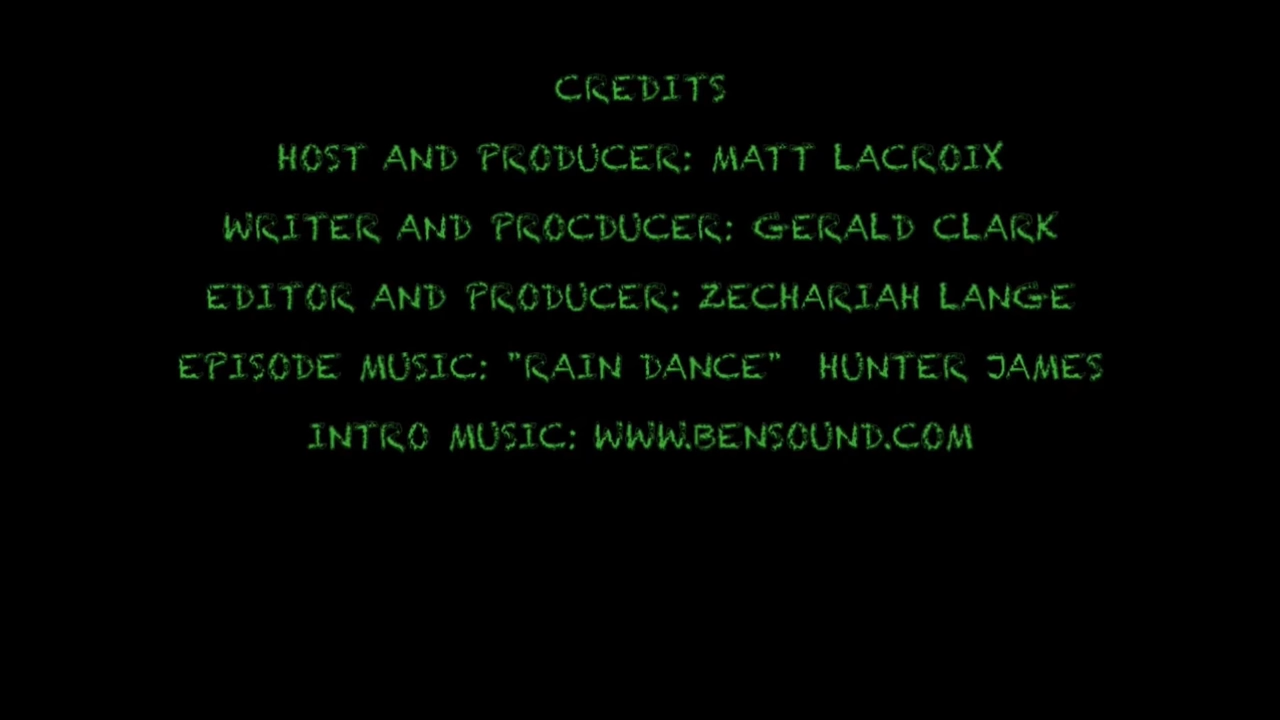 CREDITS
HOST AND PRODUCER: MATT LACROIX
WRITER AND PROCDUCER: GERALD CLARK
EDITOR AND PRODUCER: ZECHARIAH LANGE
EPISODE MUSIC: "RAIN DANCE" HUNTER JAMES
INTRO MUSIC: WWW.BENSOUND.COM